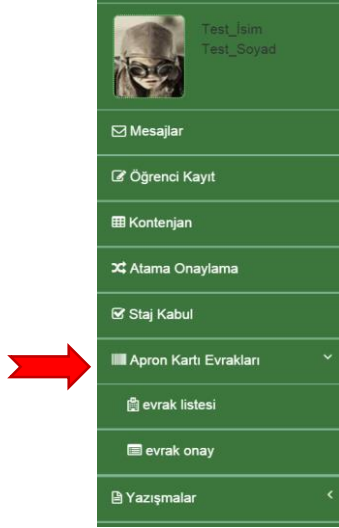 Test_İsim
Test_Soyad
Mesajlar
Öğrenci Kayıt
Kontenjan
Atama Onaylama
Staj Kabul
Apron Kartı Evrakları
evrak listesi
evrak onay
Yazışmalar